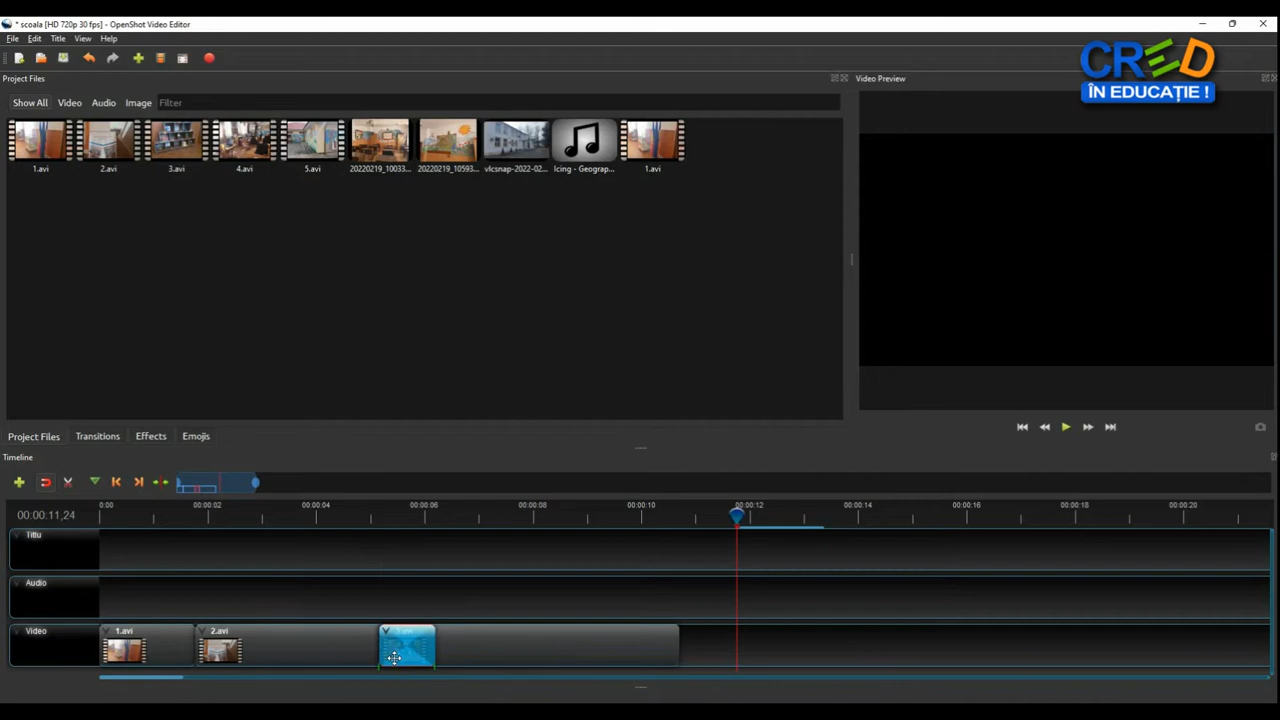 * scoala [HD 720p 30 fps] - OpenShot Video Editor
File Edit Title View Help
CRED
ÎN EDUCAȚIE !
Project Files
Video Preview
Show All Video Audio Image Filter
1.avi 2.avi 3.avi 4.avi 5.avi 20220219_10033... 20220219_10593... vlcsnap-2022-02... Icing - Geograp... 1.avi
Project Files Transitions Effects Emojis
Timeline
00:00:11,24
0:00 00:00:02 00:00:04 00:00:06 00:00:08 00:00:10 00:00:12 00:00:14 00:00:16 00:00:18 00:00:20
Titlu
Audio
Video
1.avi 2.avi